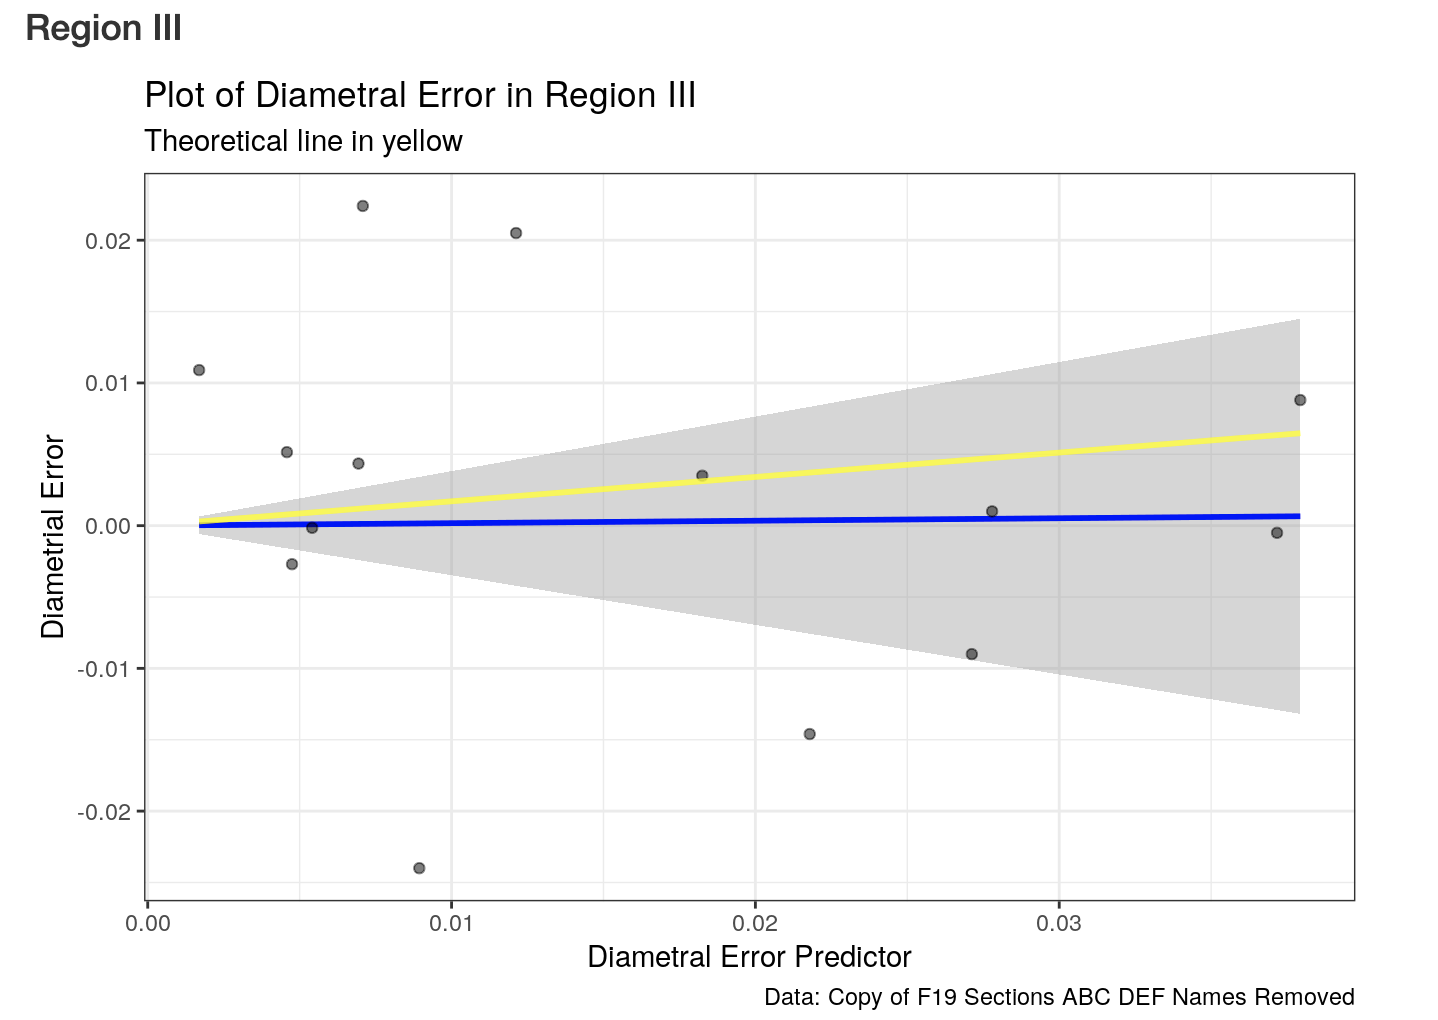 Region III
Plot of Diametral Error in Region III
Theoretical line in yellow
0.02
0.01
0.00
-0.01
-0.02
Diametrial Error
0.00
0.01
0.02
0.03
Diametral Error Predictor
Data: Copy of F19 Sections ABC DEF Names Removed